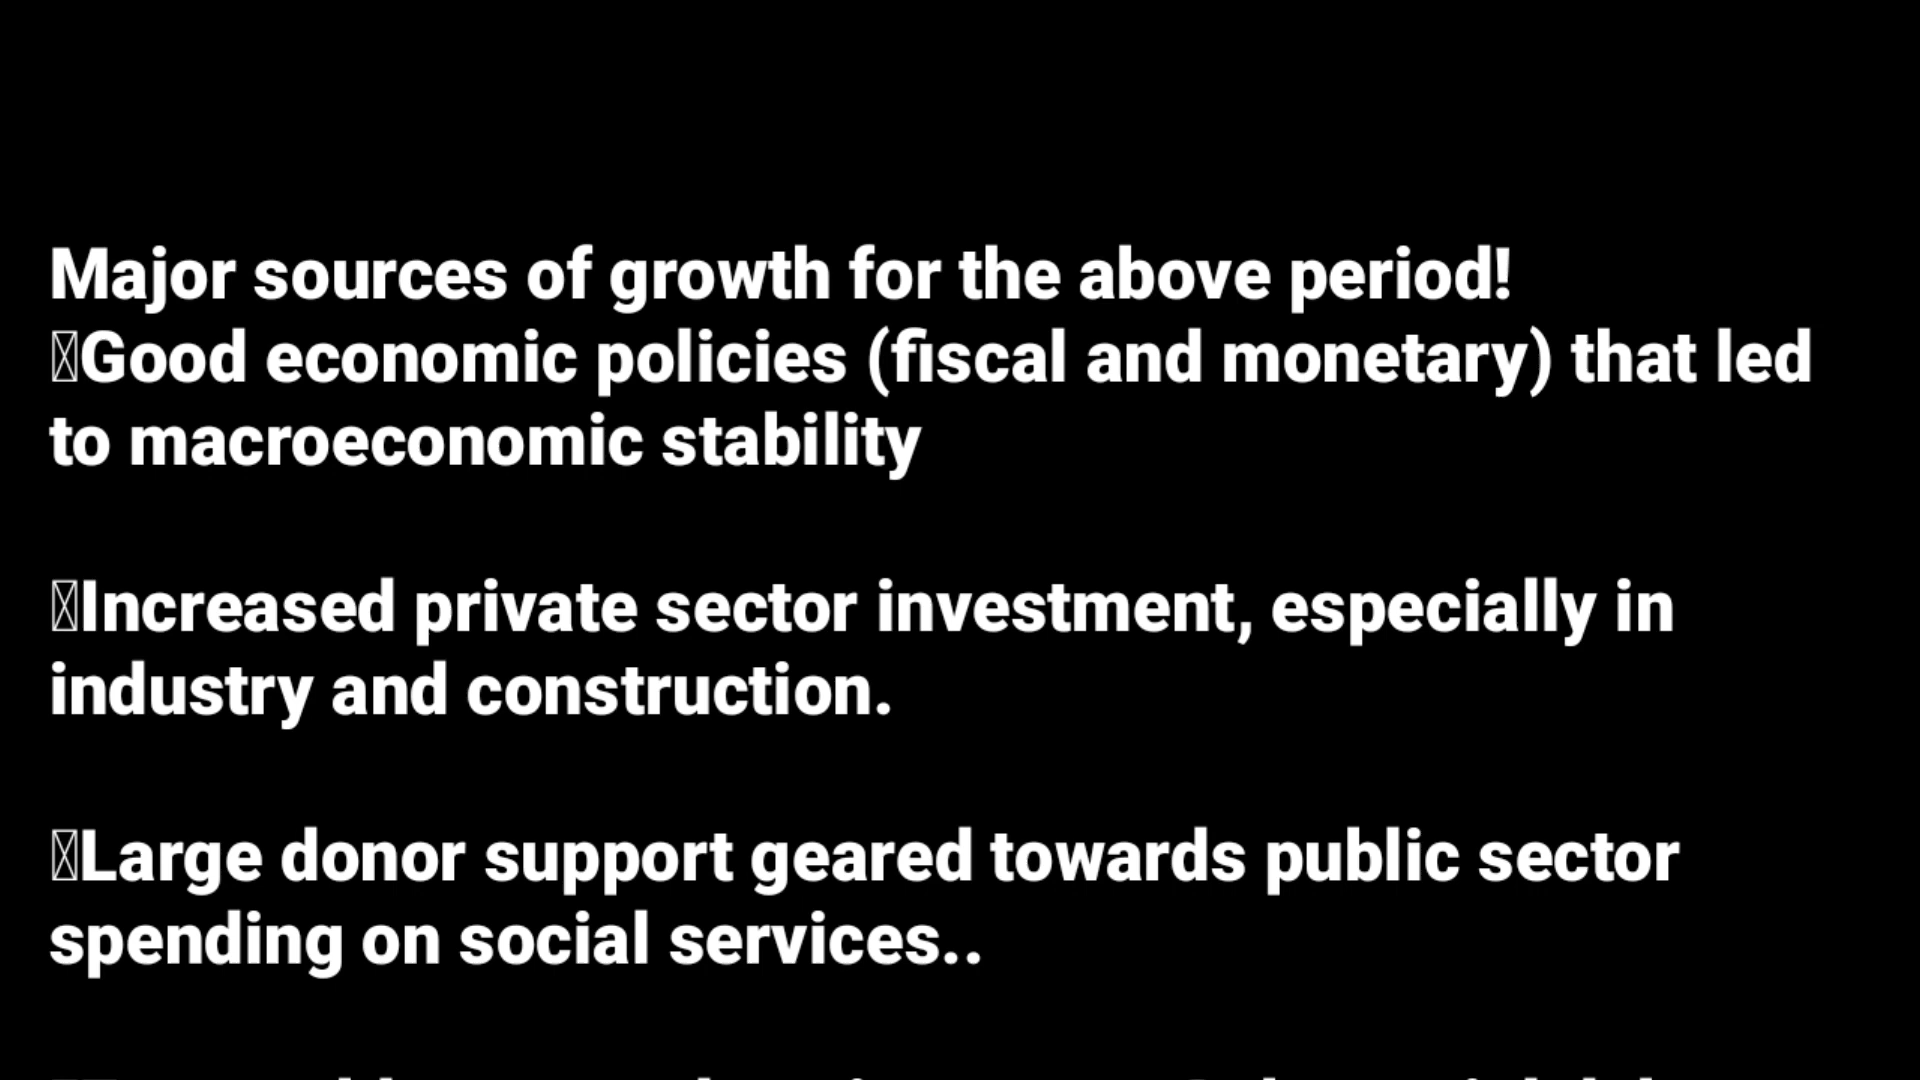 Major sources of growth for the above period!
Good economic policies (fiscal and monetary) that led
to macroeconomic stability
Increased private sector investment, especially in
industry and construction.
Large donor support geared towards public sector
spending on social services..